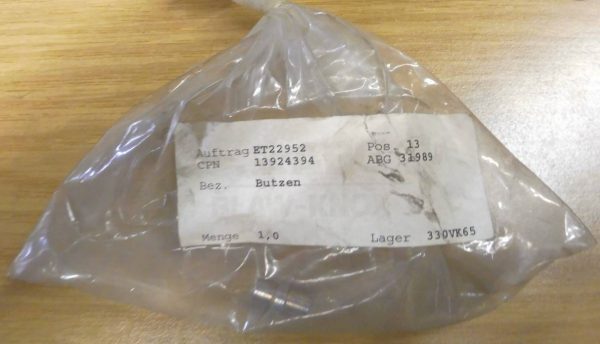 Auftrag ET22952 Pos 13
CPN 13924394 ABG 31989
Bez. Butzen
Menge 1,0 Lager 330VK65